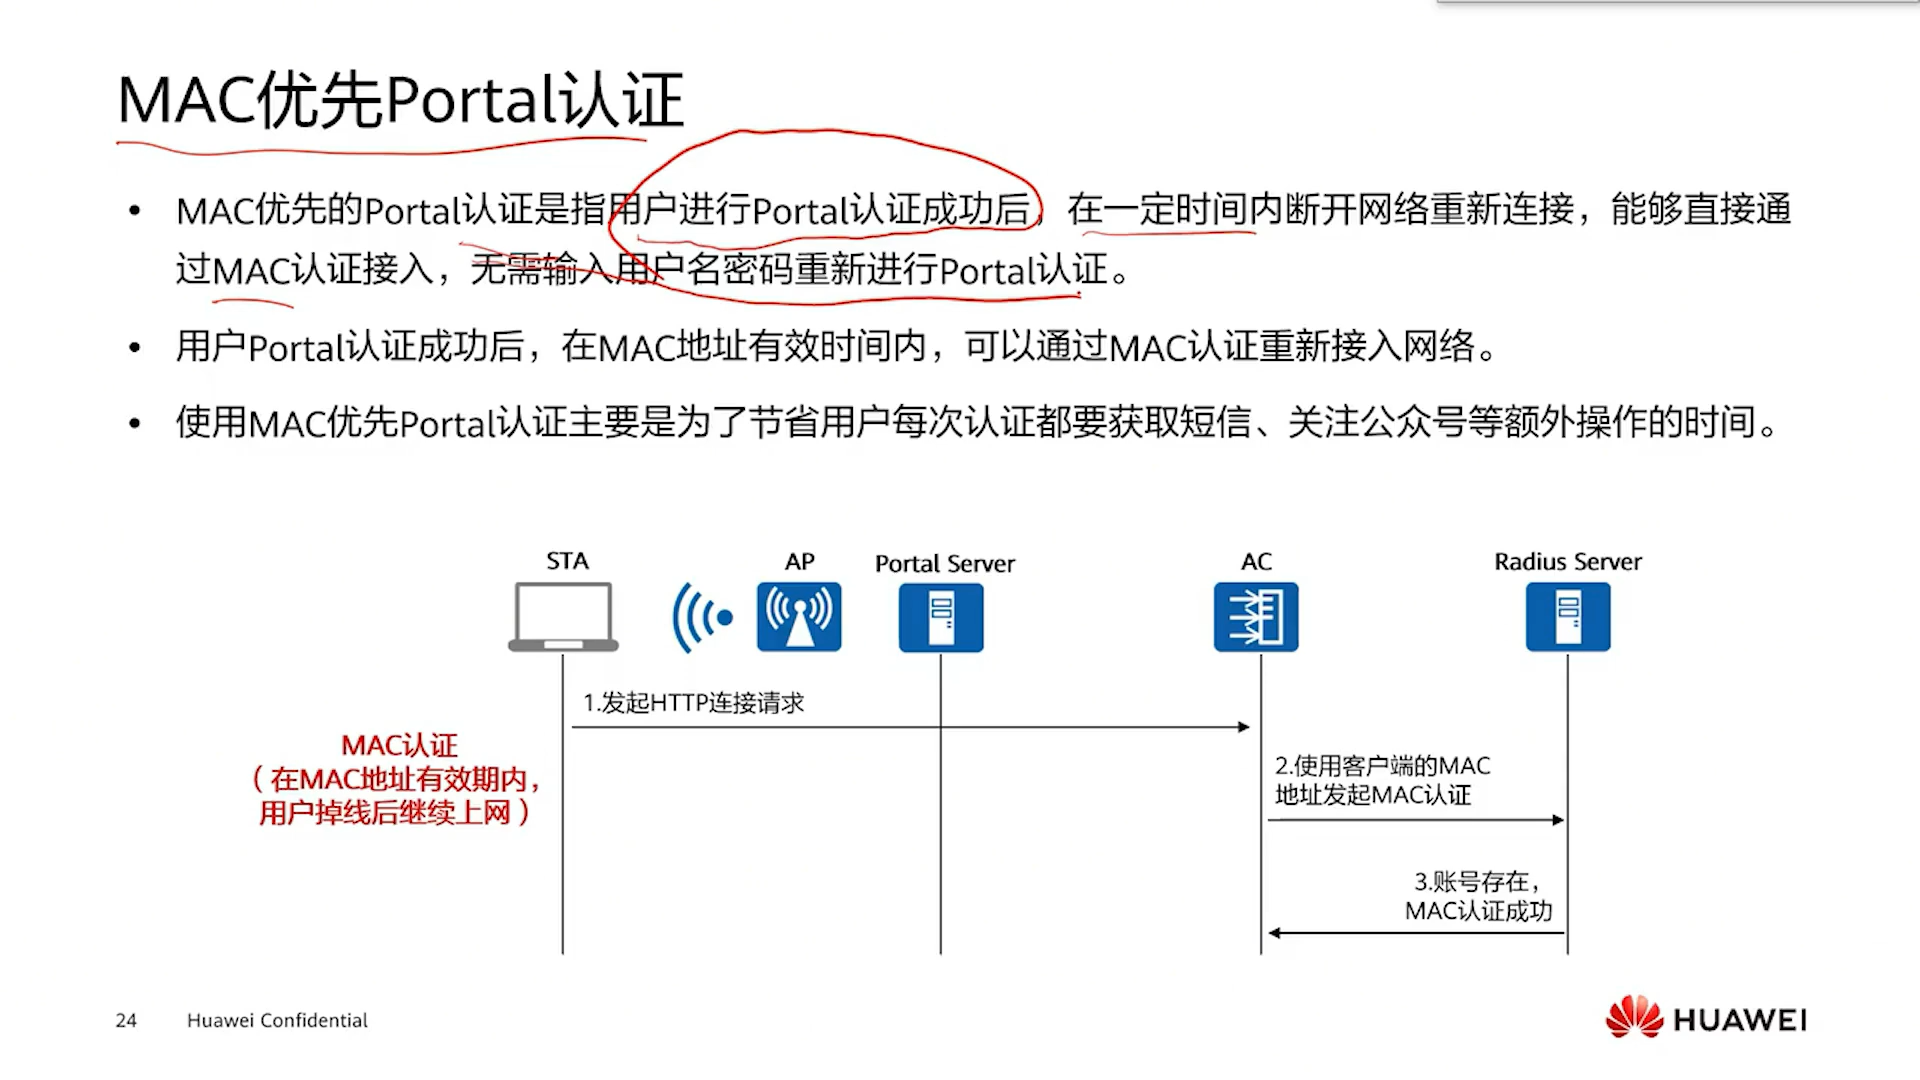 MAC优先Portal认证
• MAC优先的Portal认证是指用户进行Portal认证成功后，在一定时间内断开网络重新连接，能够直接通
过MAC认证接入，无需输入用户名密码重新进行Portal认证。
• 用户Portal认证成功后，在MAC地址有效时间内，可以通过MAC认证重新接入网络。
• 使用MAC优先Portal认证主要是为了节省用户每次认证都要获取短信、关注公众号等额外操作的时间。
STA
AP
Portal Server
AC
Radius Server
1.发起HTTP连接请求
MAC认证
（在MAC地址有效期内，
用户掉线后继续上网）
2.使用客户端的MAC
地址发起MAC认证
3.账号存在，
MAC认证成功
24
Huawei Confidential
HUAWEI